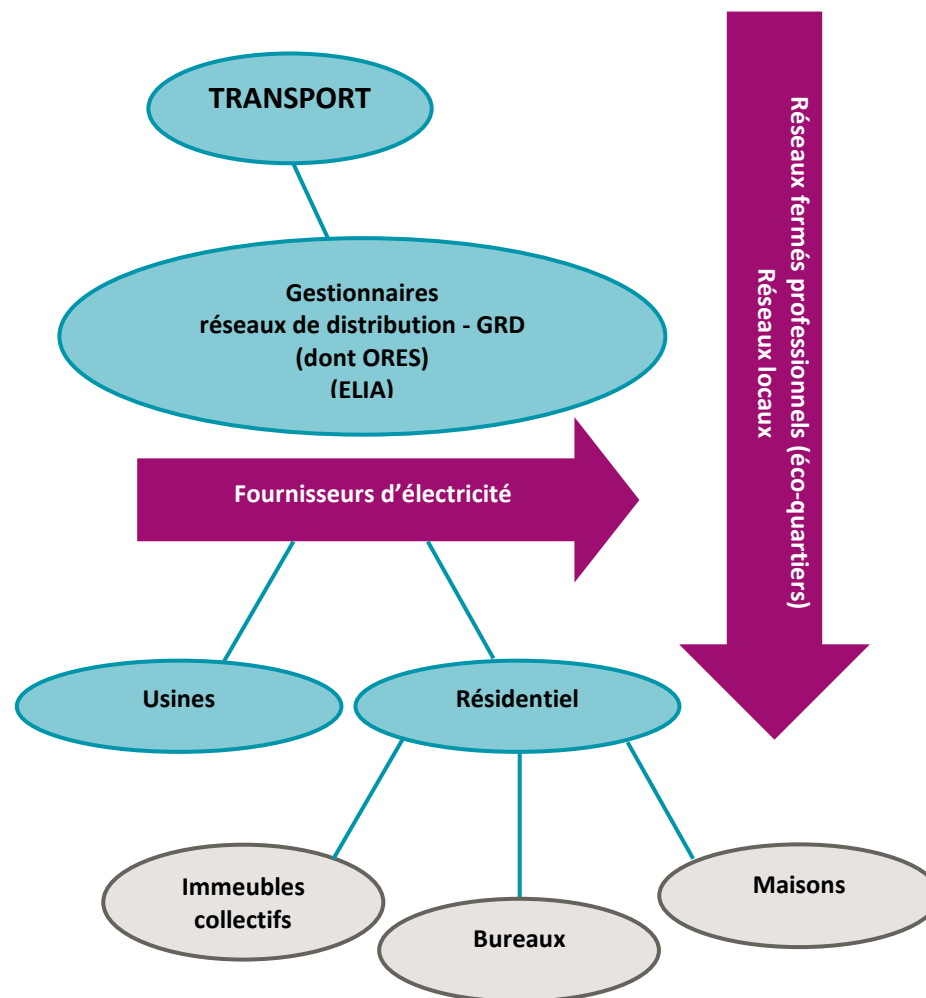 TRANSPORT
Gestionnaires
réseaux de distribution - GRD
(dont ORES)
(ELIA)
Fournisseurs d’électricité
Réseaux fermés professionnels (éco-quartiers)
Réseaux locaux
Usines
Résidentiel
Immeubles
collectifs
Bureaux
Maisons